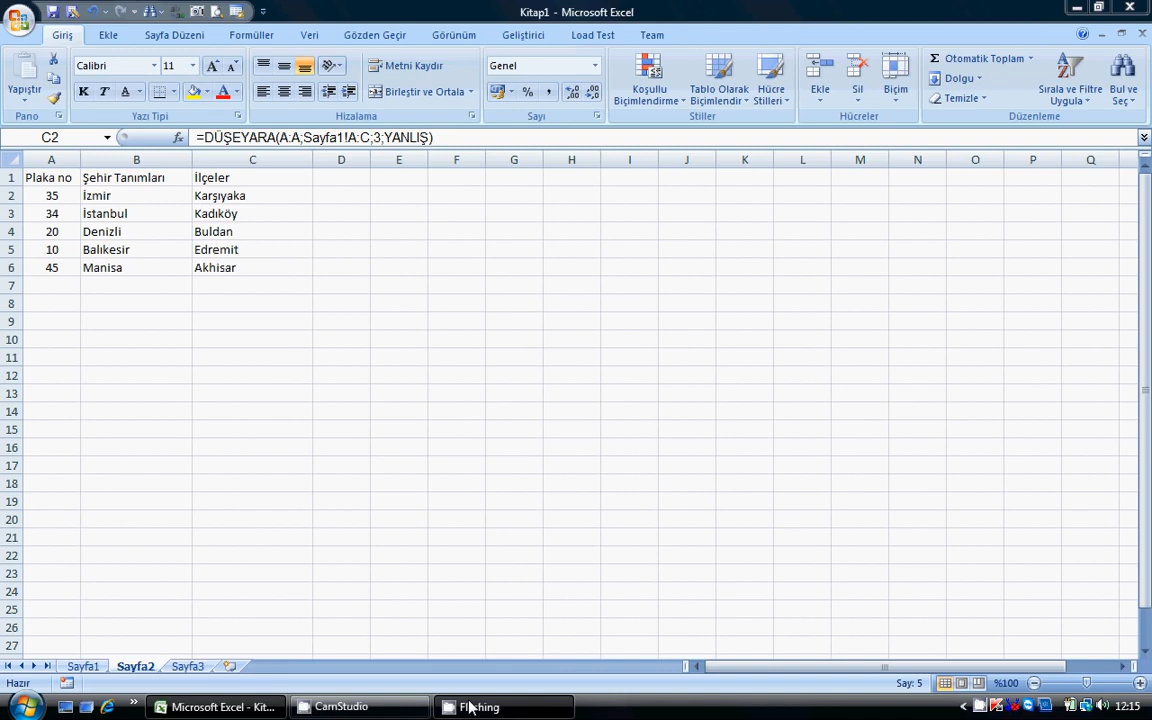 Kitap1 - Microsoft Excel
Giriş Ekle Sayfa Düzeni Formüller Veri Gözden Geçir Görünüm Geliştirici Load Test Team
Yapıştır
Calibri 11
K T A
Metni Kaydır
Birleştir ve Ortala
Genel
%
Koşullu Biçimlendirme
Tablo Olarak Biçimlendir
Hücre Stilleri
Ekle Sil Biçim
Σ Otomatik Toplam
Dolgu
Temizle
Sırala ve Filtre Uygula
Bul ve Seç
Pano Yazı Tipi Hizalama Sayı Stiller Hücreler Düzenleme
C2 fx =DÜŞEYARA(A:A;Sayfa1!A:C;3;YANLIŞ)
A B C D E F G H I J K L M N O P Q
1 Plaka no Şehir Tanımları İlçeler
2 35 İzmir Karşıyaka
3 34 İstanbul Kadıköy
4 20 Denizli Buldan
5 10 Balıkesir Edremit
6 45 Manisa Akhisar
7
8
9
10
11
12
13
14
15
16
17
18
19
20
21
22
23
24
25
26
27
Sayfa1 Sayfa2 Sayfa3
Hazır Say: 5 %100
Microsoft Excel - Kit... CamStudio 12:15